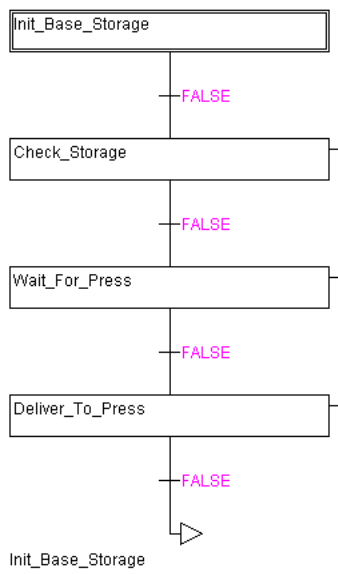 Init_Base_Storage
FALSE
Check_Storage
FALSE
Wait_For_Press
FALSE
Deliver_To_Press
FALSE
Init_Base_Storage